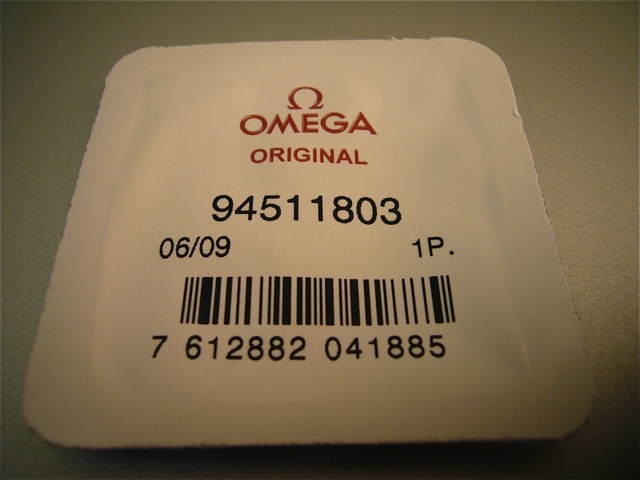 Ω
OMEGA
ORIGINAL
94511803
06/09 1P.
7 612882 041885